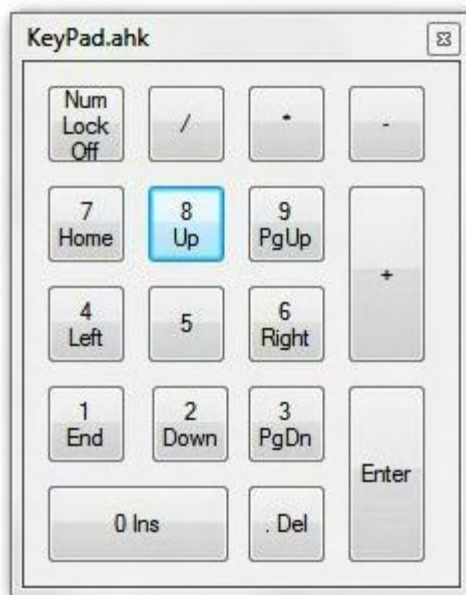 KeyPad.ahk
Num
Lock
Off
/
*
-
7
Home
8
Up
9
PgUp
+
4
Left
5
6
Right
1
End
2
Down
3
PgDn
Enter
0 Ins
. Del